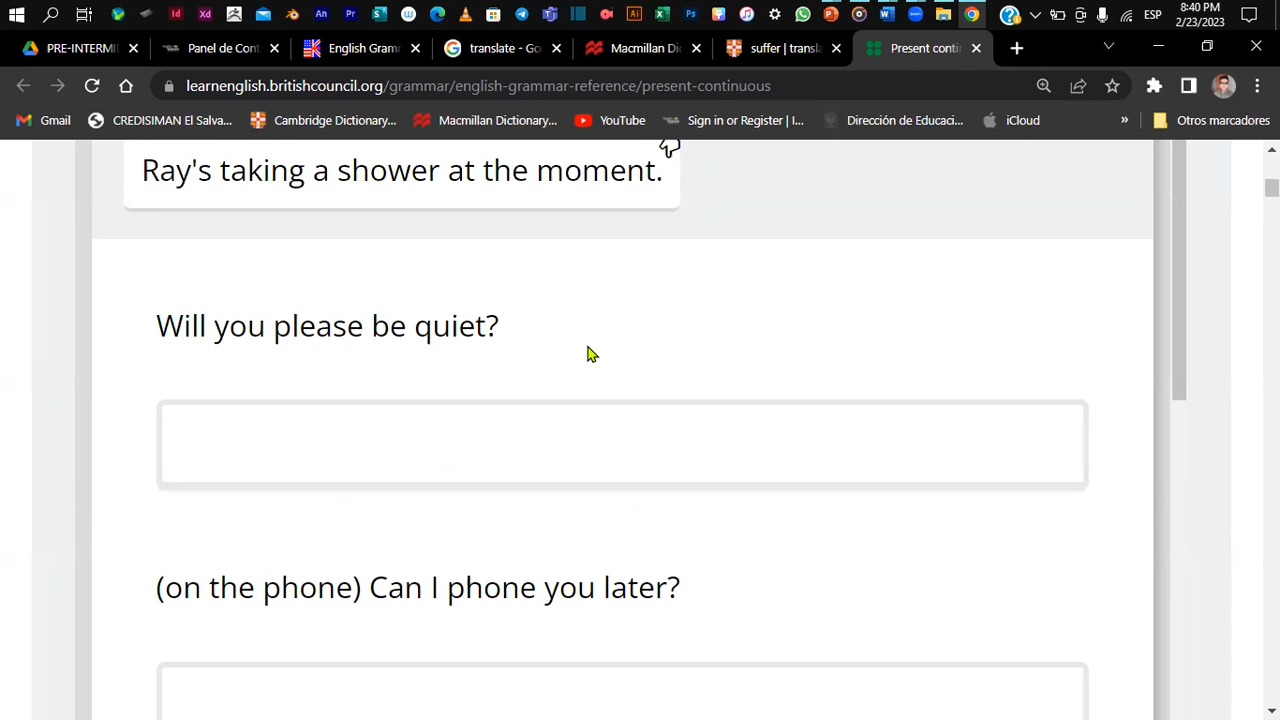 8:40 PM
ESP
2/23/2023
PRE-INTERMI
Panel de Cont
English Gram
translate - Go
Macmillan Dic
suffer | transl
Present conti
learnenglish.britishcouncil.org/grammar/english-grammar-reference/present-continuous
Gmail
CREDISIMAN El Salva...
Cambridge Dictionary...
Macmillan Dictionary,...
YouTube
Sign in or Register | I...
Dirección de Educaci...
iCloud
»
Otros marcadores
Ray's taking a shower at the moment.
Will you please be quiet?
(on the phone) Can I phone you later?